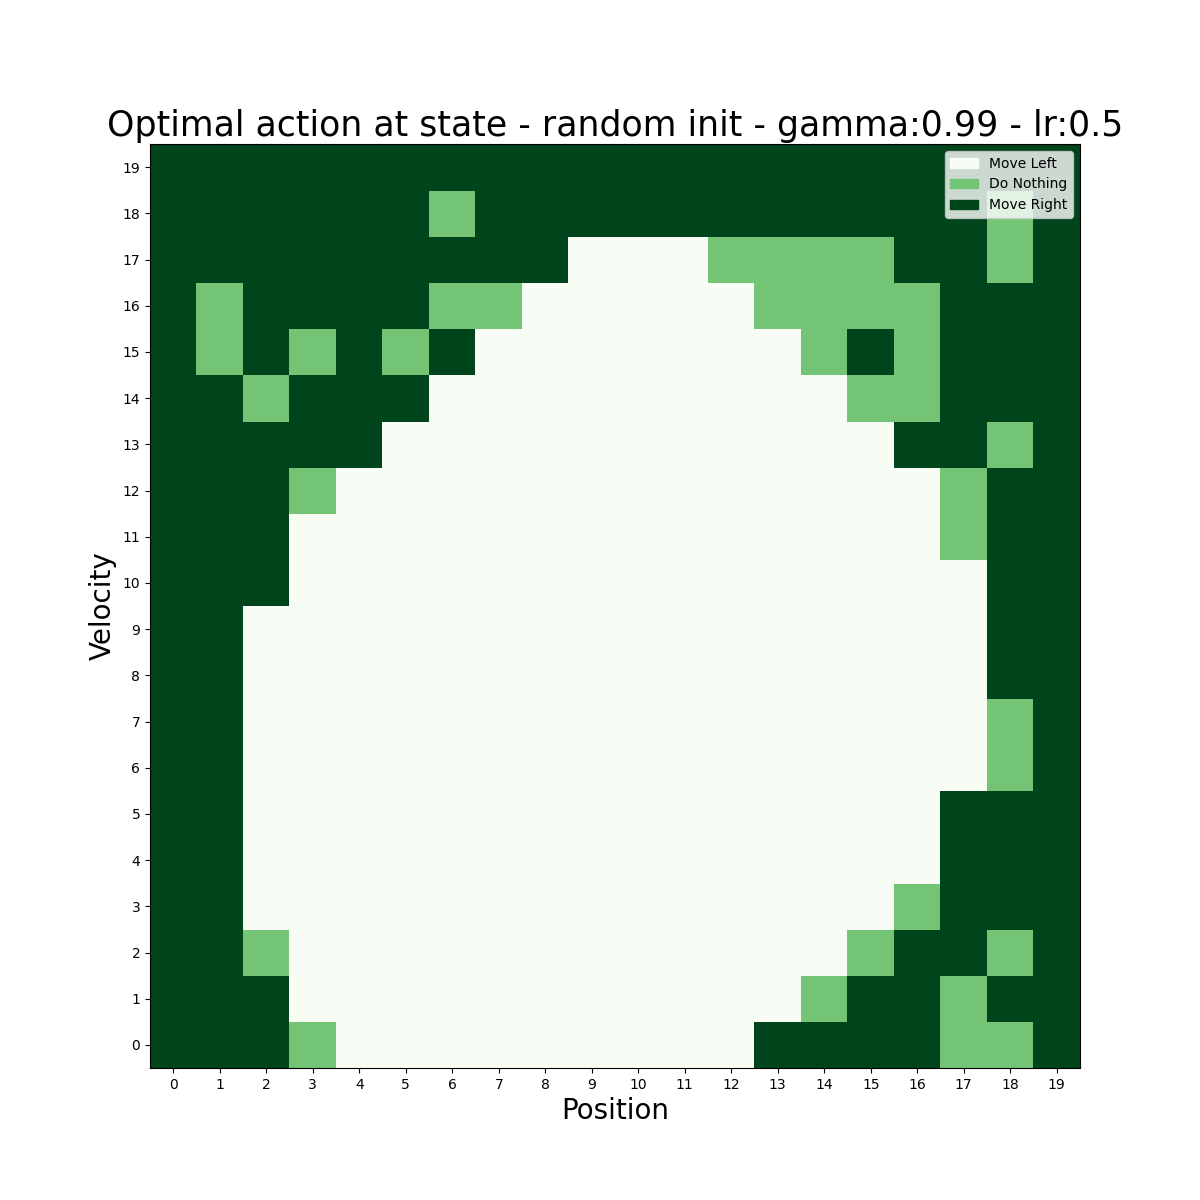 Optimal action at state - random init - gamma:0.99 - lr:0.5
Move Left
Do Nothing
Move Right
Velocity
19
18
17
16
15
14
13
12
11
10
9
8
7
6
5
4
3
2
1
0
0 1 2 3 4 5 6 7 8 9 10 11 12 13 14 15 16 17 18 19
Position